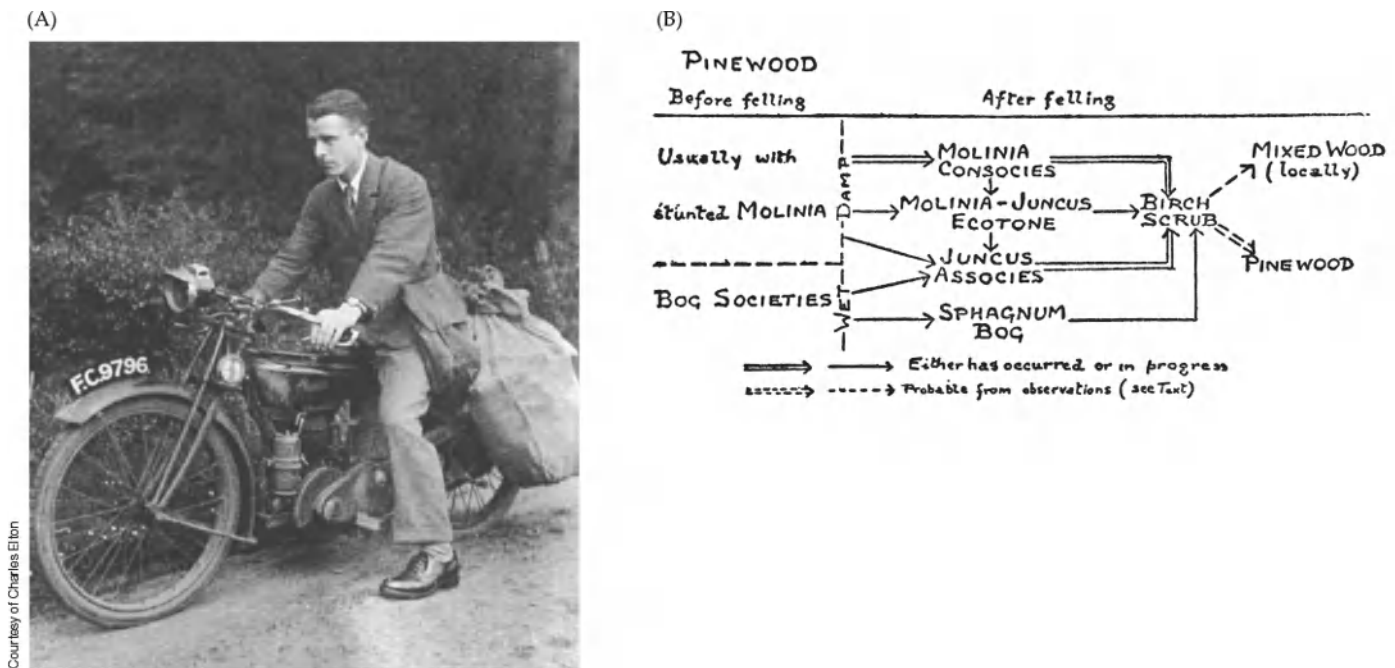 (A)
F.C.9796
Courtesy of Charles Elton
(B)
PINEWOOD
Before felling
After felling
Usually with
stunted MOLINIA
BOG SOCIETIES
DAMP
WET
MOLINIA
CONSOCIES
MOLINIA-JUNCUS
ECOTONE
JUNCUS
ASSOCIES
SPHAGNUM
BOG
BIRCH
SCRUB
MIXED WOOD
(locally)
PINEWOOD
Either has occurred or in progress
Probable from observations (see Text)